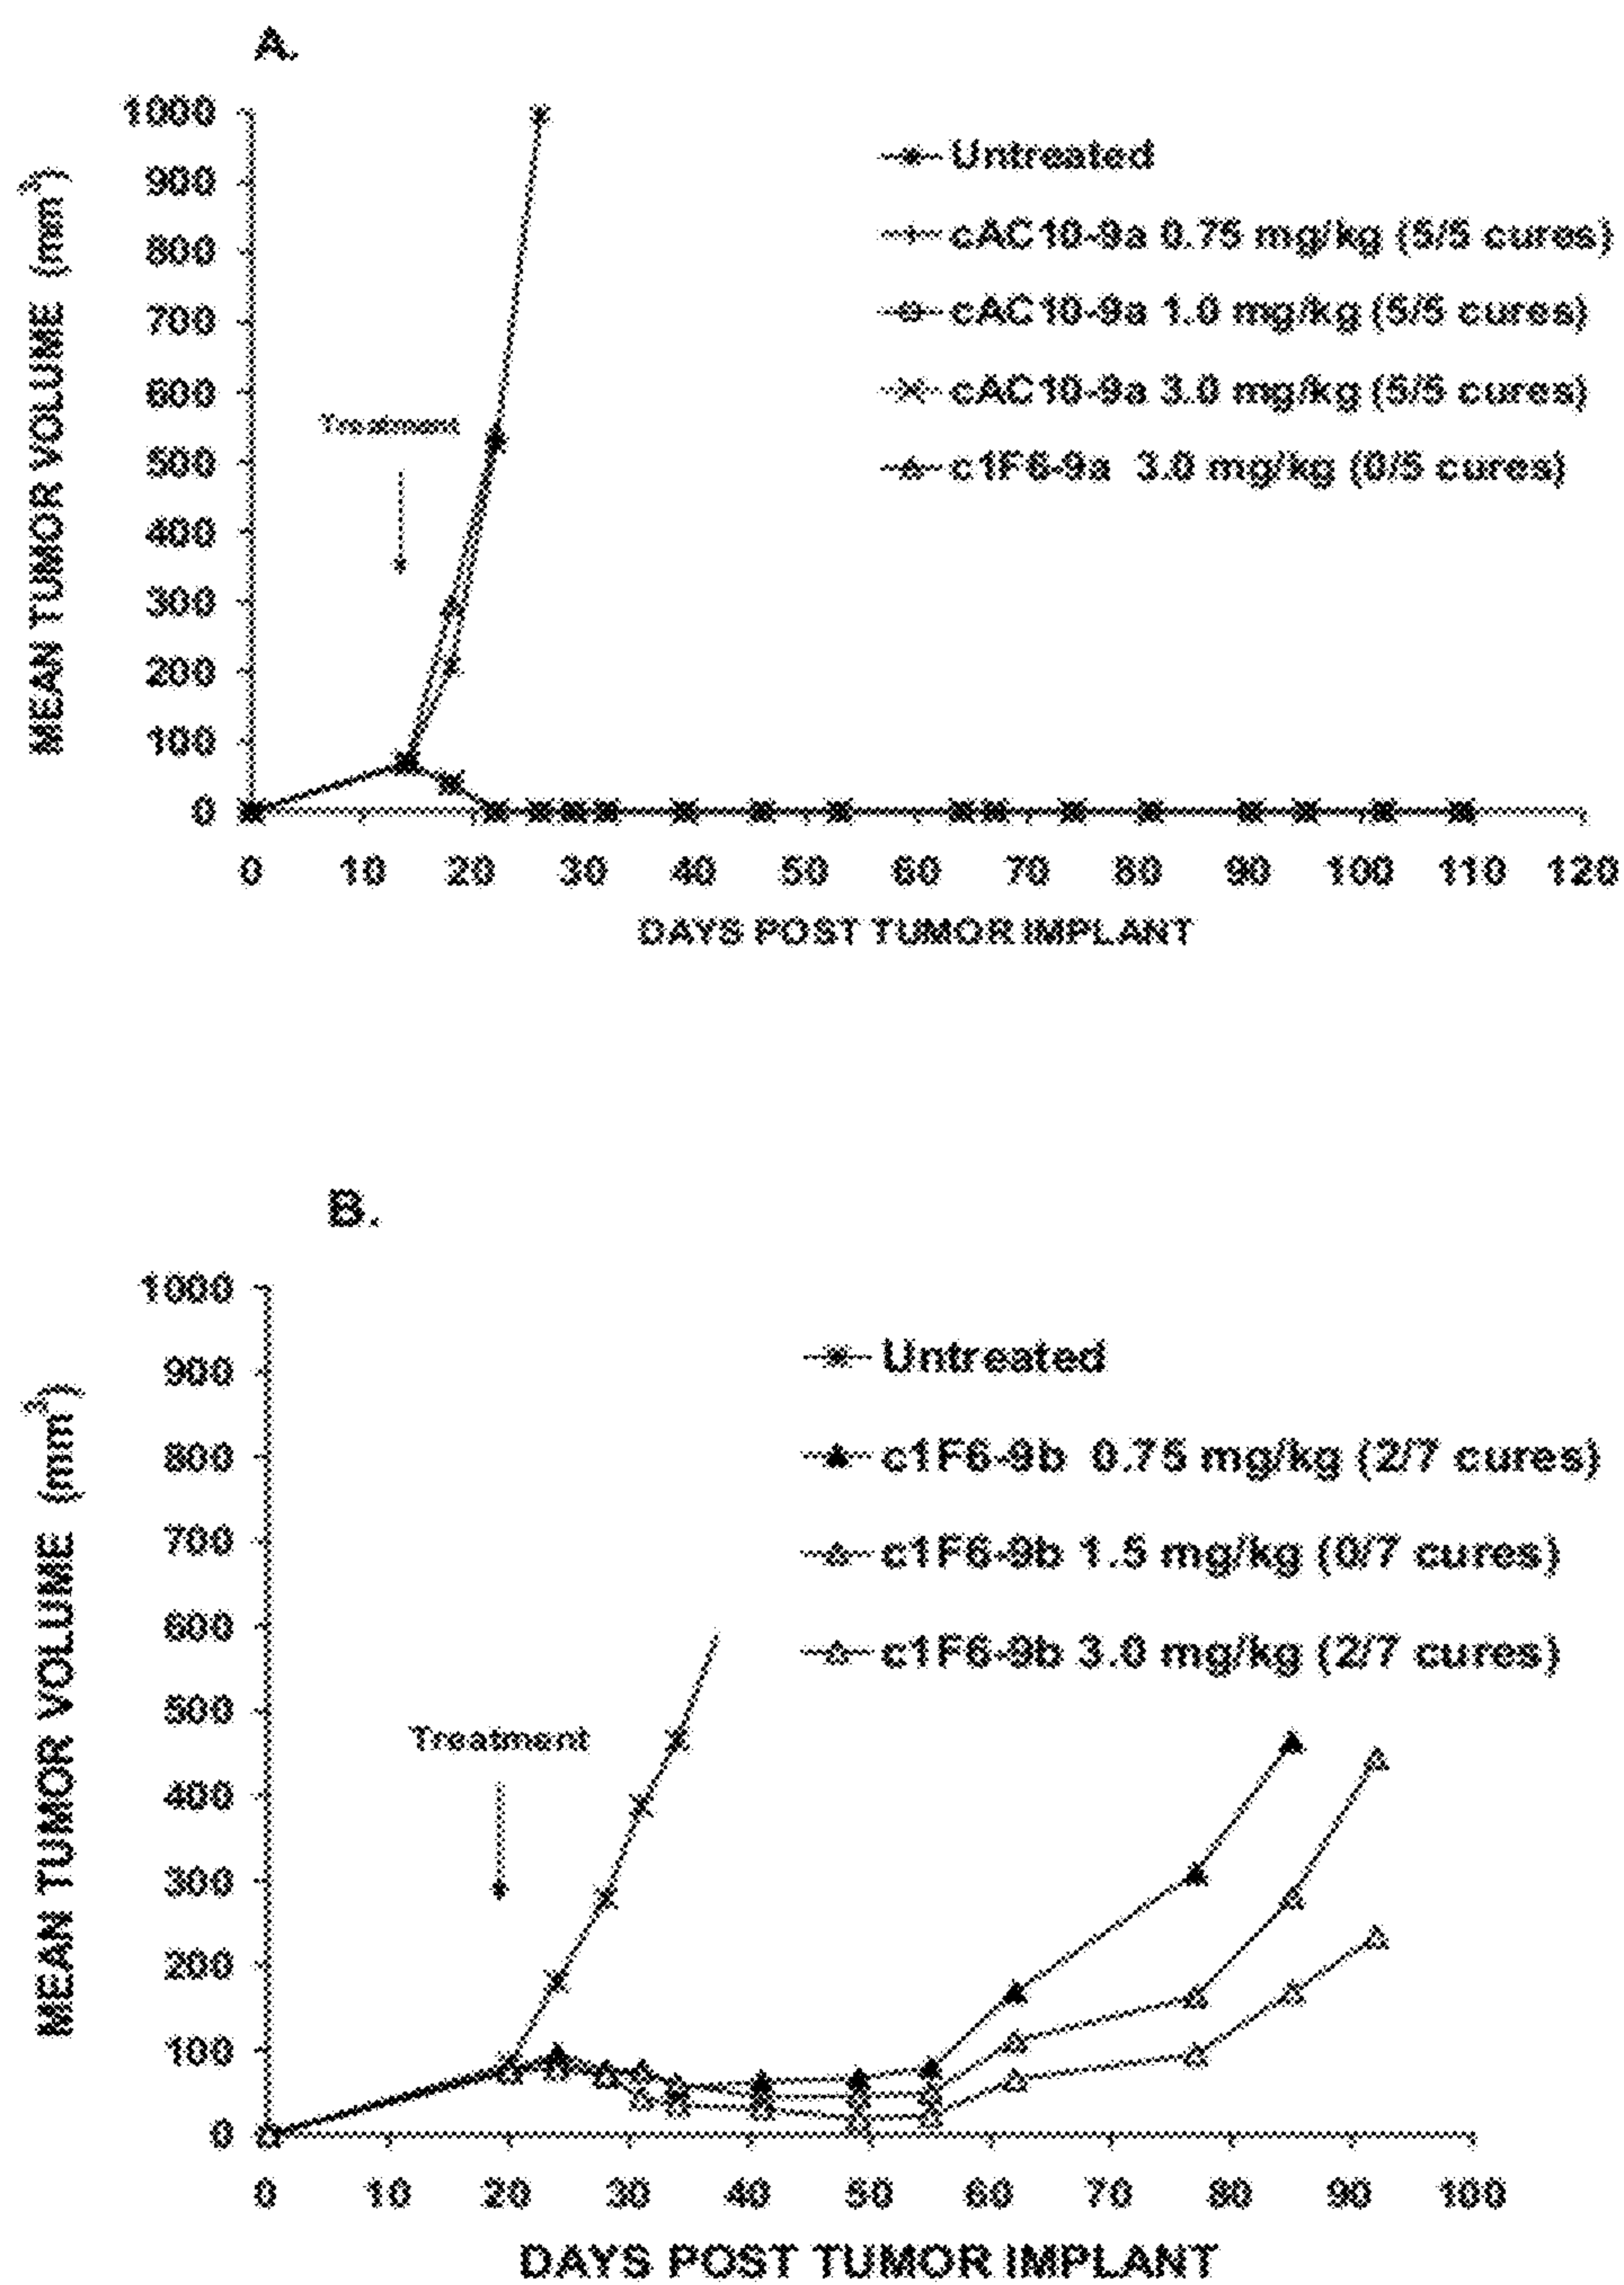 A.
1000
900
800
700
600
500
400
300
200
100
0
MEAN TUMOR VOLUME (mm3)
Treatment
Untreated
cAC10-9a 0.75 mg/kg (5/5 cures)
cAC10-9a 1.0 mg/kg (5/5 cures)
cAC10-9a 3.0 mg/kg (5/5 cures)
c1F6-9a 3.0 mg/kg (0/5 cures)
0 10 20 30 40 50 60 70 80 90 100 110 120
DAYS POST TUMOR IMPLANT
B.
1000
900
800
700
600
500
400
300
200
100
0
MEAN TUMOR VOLUME (mm3)
Treatment
Untreated
c1F6-9b 0.75 mg/kg (2/7 cures)
c1F6-9b 1.5 mg/kg (0/7 cures)
c1F6-9b 3.0 mg/kg (2/7 cures)
0 10 20 30 40 50 60 70 80 90 100
DAYS POST TUMOR IMPLANT